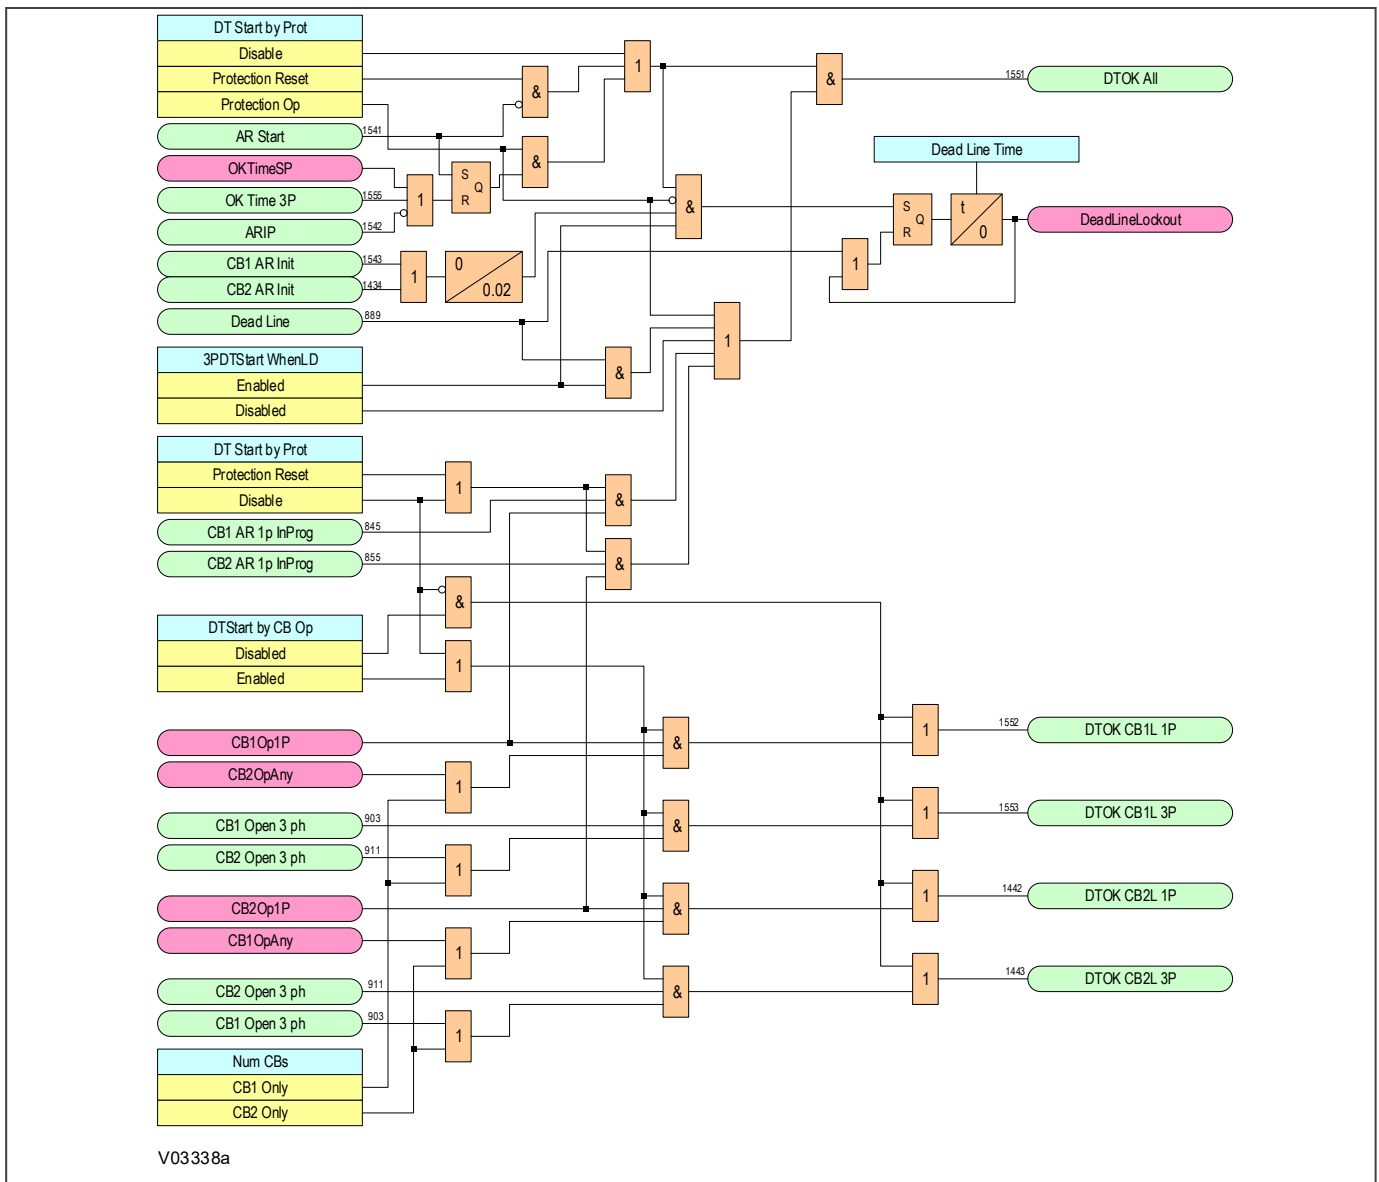 DT Start by Prot
Disable
1
Protection Reset
&
&
1551
DTOK All
Protection Op
AR Start
1541
&
Dead Line Time
OKTimeSP
S
Q
R
OK Time 3P
1555
1
&
S
Q
R
t
0
DeadLineLockout
ARIP
1542
CB1 AR Init
1543
1
0
0.02
1
CB2 AR Init
1434
Dead Line
889
1
3PDTStart WhenLD
&
Enabled
Disabled
DT Start by Prot
Protection Reset
1
Disable
&
CB1 AR 1p InProg
845
CB2 AR 1p InProg
855
&
&
DTStart by CB Op
Disabled
1
Enabled
CB1Op1P
&
1
1552
DTOK CB1L 1P
CB2OpAny
1
CB1 Open 3 ph
903
&
1
1553
DTOK CB1L 3P
CB2 Open 3 ph
911
1
CB2Op1P
&
1
1442
DTOK CB2L 1P
CB1OpAny
1
CB2 Open 3 ph
911
&
1
1443
DTOK CB2L 3P
CB1 Open 3 ph
903
1
Num CBs
CB1 Only
CB2 Only
V03338a